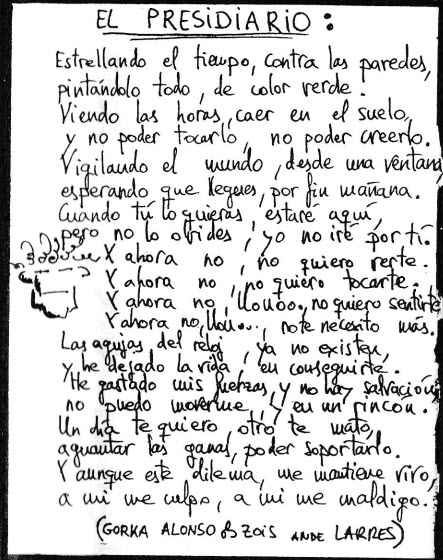 EL PRESIDIARIO:
Estrellando el tiempo, contra las paredes,
pintándolo todo, de color verde.
Viendo las horas, caer en el suelo,
y no poder tocarlo, no poder creerlo.
Vigilando el mundo, desde una ventana
esperando que llegues, por fin mañana.
Cuando tú lo quieras, estaré aquí,
pero no lo olvides, yo no iré por tí.
Y ahora no, no quiero verte.
Y ahora no, no quiero tocarte.
Y ahora no, no quiero sentirte
Y ahora no, no te necesito más.
Las agujas del reloj, ya no existen,
y he dejado la vida, en conseguirte.
He gastado mis fuerzas, y no hay salvación,
no puedo moverme, y en un rincon.
Un día te quiero, otro te mato,
aguantar las ganas, poder soportarlo.
Y aunque este dilema, me mantiene vivo,
a mi me culpo, a mi me maldigo.
(GORKA ALONSO ZOIS ANDE LARRES)